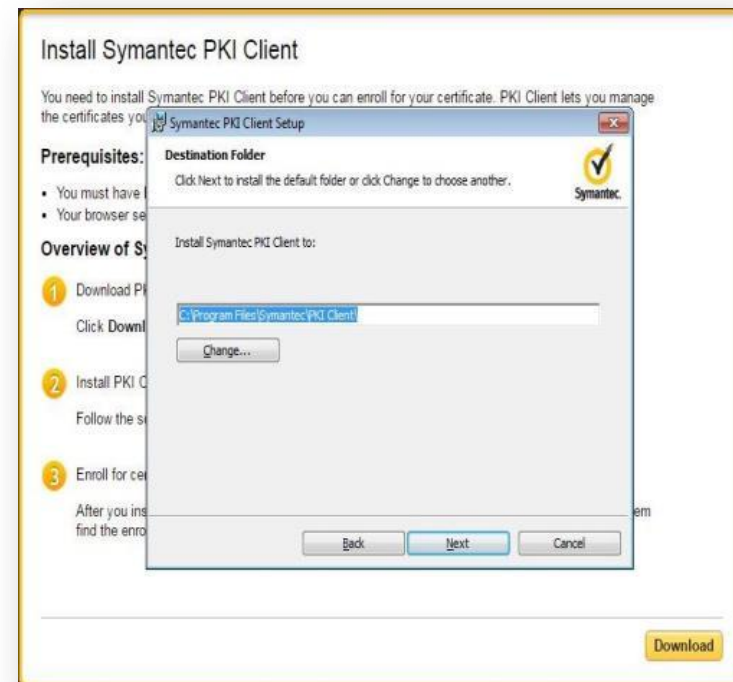 Install Symantec PKI Client
You need to install Symantec PKI Client before you can enroll for your certificate. PKI Client lets you manage
the certificates you
Symantec PKI Client Setup
Destination Folder
Click Next to install the default folder or click Change to choose another.
Symantec.
Install Symantec PKI Client to:
C:\Program Files\Symantec\PKI Client\
Change...
Back
Next
Cancel
Prerequisites:
• You must have
• Your browser se
Overview of Sy
1 Download PK
Click Downl
2 Install PKI C
Follow the se
3 Enroll for cer
After you ins
em
find the enro
Download